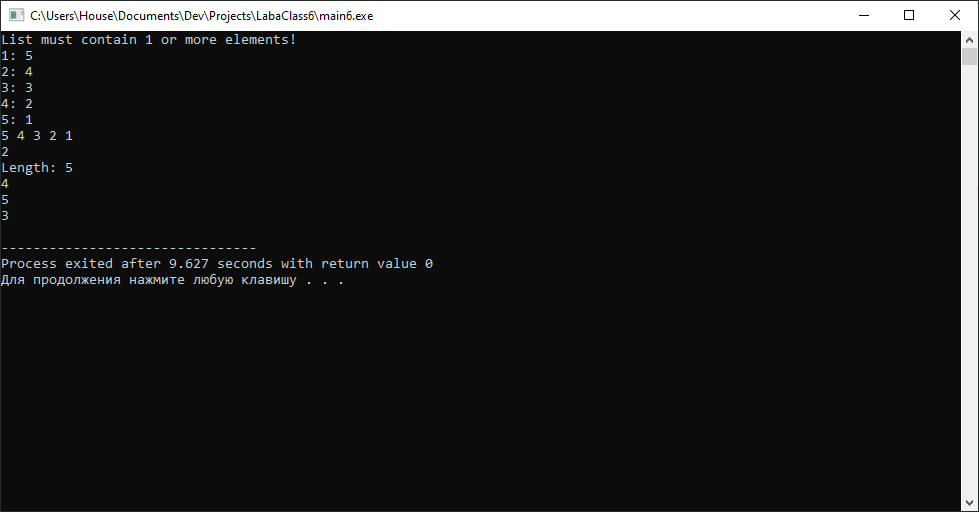 C:\Users\House\Documents\Dev\Projects\LabaClass6\main6.exe
List must contain 1 or more elements!
1: 5
2: 4
3: 3
4: 2
5: 1
5 4 3 2 1
2
Length: 5
4
5
3
--------------------------------
Process exited after 9.627 seconds with return value 0
Для продолжения нажмите любую клавишу . . .